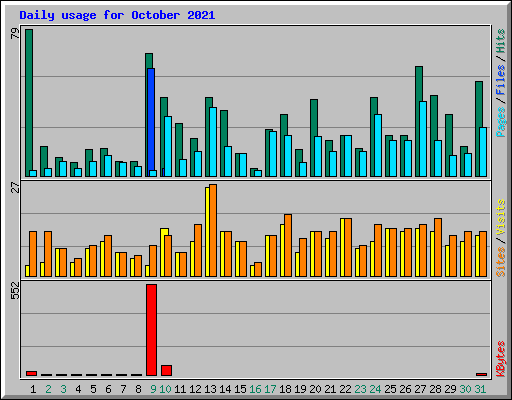 Daily usage for October 2021
79
Pages / Files / Hits
27
Sites / Visits
552
KBytes
1 2 3 4 5 6 7 8 9 10 11 12 13 14 15 16 17 18 19 20 21 22 23 24 25 26 27 28 29 30 31